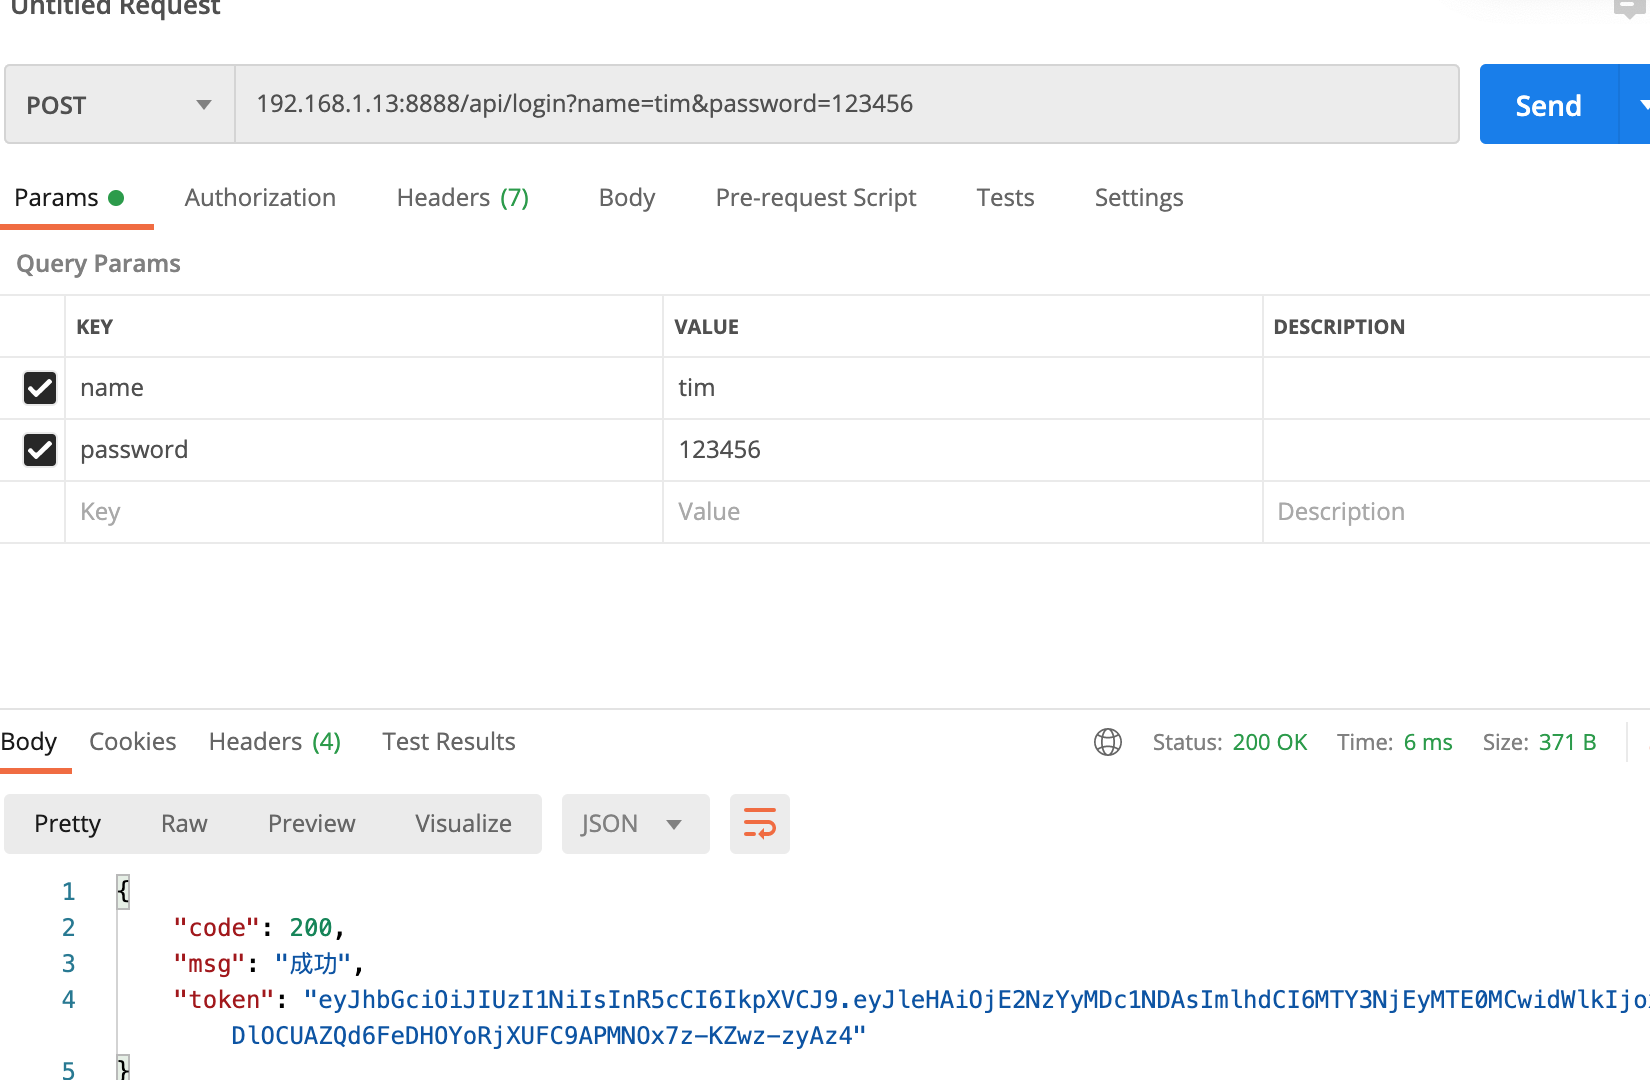 Untitled Request
POST 192.168.1.13:8888/api/login?name=tim&password=123456 Send
Params Authorization Headers (7) Body Pre-request Script Tests Settings
Query Params
KEY VALUE DESCRIPTION
name tim
password 123456
Key Value Description
Body Cookies Headers (4) Test Results Status: 200 OK Time: 6 ms Size: 371 B
Pretty Raw Preview Visualize JSON
1 {
2 "code": 200,
3 "msg": "成功",
4 "token": "eyJhbGciOiJIUzI1NiIsInR5cCI6IkpXVCJ9.eyJleHAiOjE2NzYyMDc1NDAsImlhdCI6MTY3NjEyMTE0MCwidWlkIjo
DlOCUAZQd6FeDHOYoRjXUFC9APMNOx7z-KZwz-zyAz4"
5 }